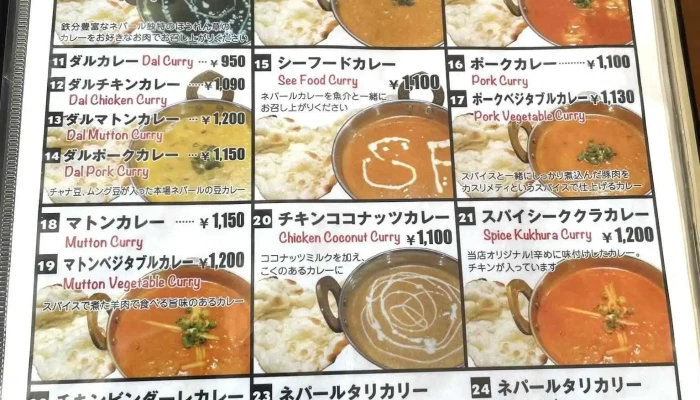 鉄分豊富なネパール独特のほうれん草の
カレーをお好きなお肉でお召し上がりください
11 ダルカレー Dal Curry ...￥950
12 ダルチキンカレー ￥1,090
Dal Chicken Curry
13 ダルマトンカレー ￥1,200
Dal Mutton Curry
14 ダルポークカレー ￥1,150
Dal Pork Curry
チャナ豆、ムング豆が入った本場ネパールの豆カレー
15 シーフードカレー
See Food Curry ￥1,100
ネパールカレーを魚介と一緒に
お召し上がりください
SF
16 ポークカレー ........￥1,100
Pork Curry
17 ポークベジタブルカレー ￥1,130
Pork Vegetable Curry
スパイスと一緒にしっかり煮込んだ豚肉を
カスリメティというスパイスで仕上げるカレー
18 マトンカレー ......￥1,150
Mutton Curry
19 マトンベジタブルカレー ￥1,200
Mutton Vegetable Curry
スパイスで煮た羊肉で食べる旨味のあるカレー
20 チキンココナッツカレー
Chicken Coconut Curry ￥1,100
ココナッツミルクを加え、
こくのあるカレーに
21 スパイシーククラカレー
Spice Kukhura Curry ￥1,200
当店オリジナル!辛めに味付けしたカレー。
チキンが入っています
チキンビンダーレカレー
23 ネパールタリカリー
24 ネパールタリカリー